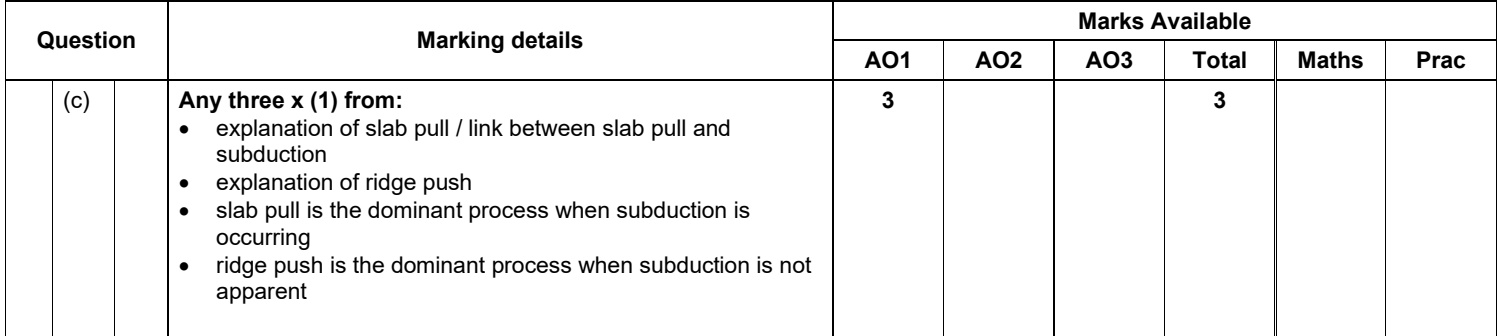 Question
Marking details
Marks Available
AO1 AO2 AO3 Total Maths Prac
(c) Any three x (1) from: 3 3
• explanation of slab pull / link between slab pull and
subduction
• explanation of ridge push
• slab pull is the dominant process when subduction is
occurring
• ridge push is the dominant process when subduction is not
apparent